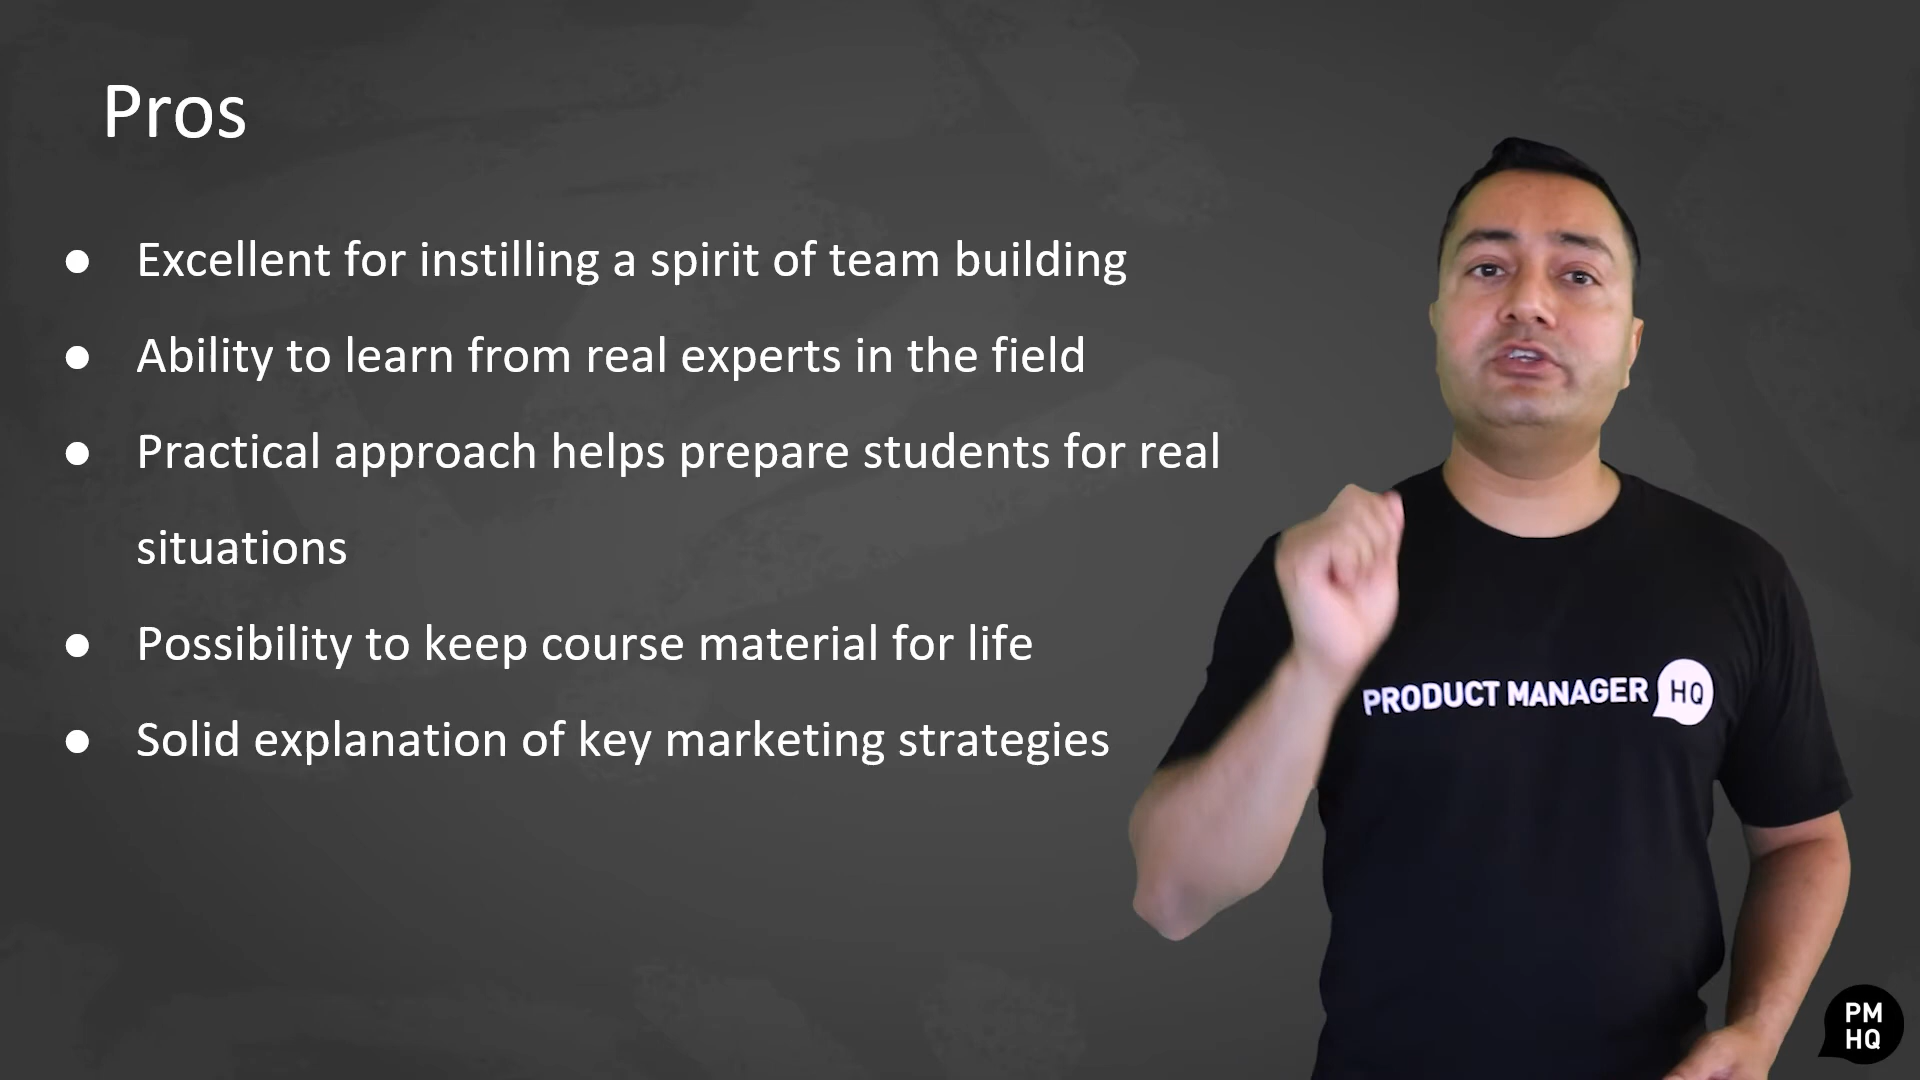 Pros
● Excellent for instilling a spirit of team building
● Ability to learn from real experts in the field
● Practical approach helps prepare students for real
situations
● Possibility to keep course material for life
● Solid explanation of key marketing strategies
PRODUCT MANAGER HQ
PM
HQ